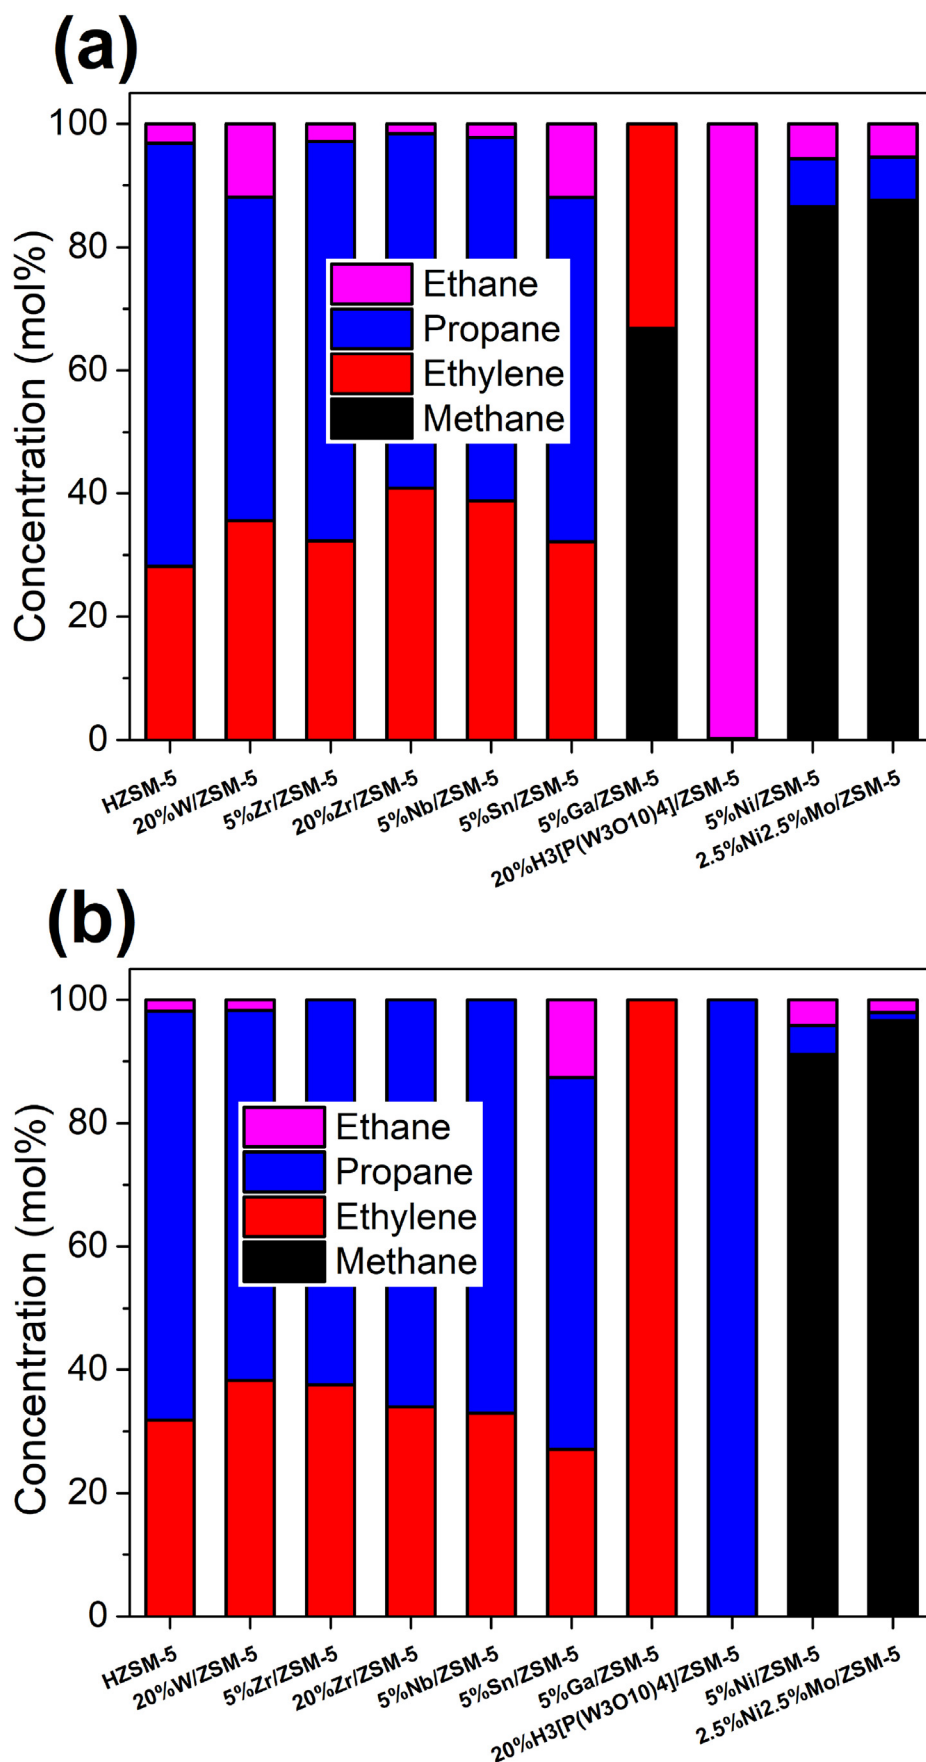 (a)
100
80
60
40
20
0
Concentration (mol%)
Ethane
Propane
Ethylene
Methane
HZSM-5
20%W/ZSM-5
5%Zr/ZSM-5
20%Zr/ZSM-5
5%Nb/ZSM-5
5%Sn/ZSM-5
5%Ga/ZSM-5
20%H3[P(W3O10)4]/ZSM-5
5%Ni/ZSM-5
2.5%Ni2.5%Mo/ZSM-5
(b)
100
80
60
40
20
0
Concentration (mol%)
Ethane
Propane
Ethylene
Methane
HZSM-5
20%W/ZSM-5
5%Zr/ZSM-5
20%Zr/ZSM-5
5%Nb/ZSM-5
5%Sn/ZSM-5
5%Ga/ZSM-5
20%H3[P(W3O10)4]/ZSM-5
5%Ni/ZSM-5
2.5%Ni2.5%Mo/ZSM-5